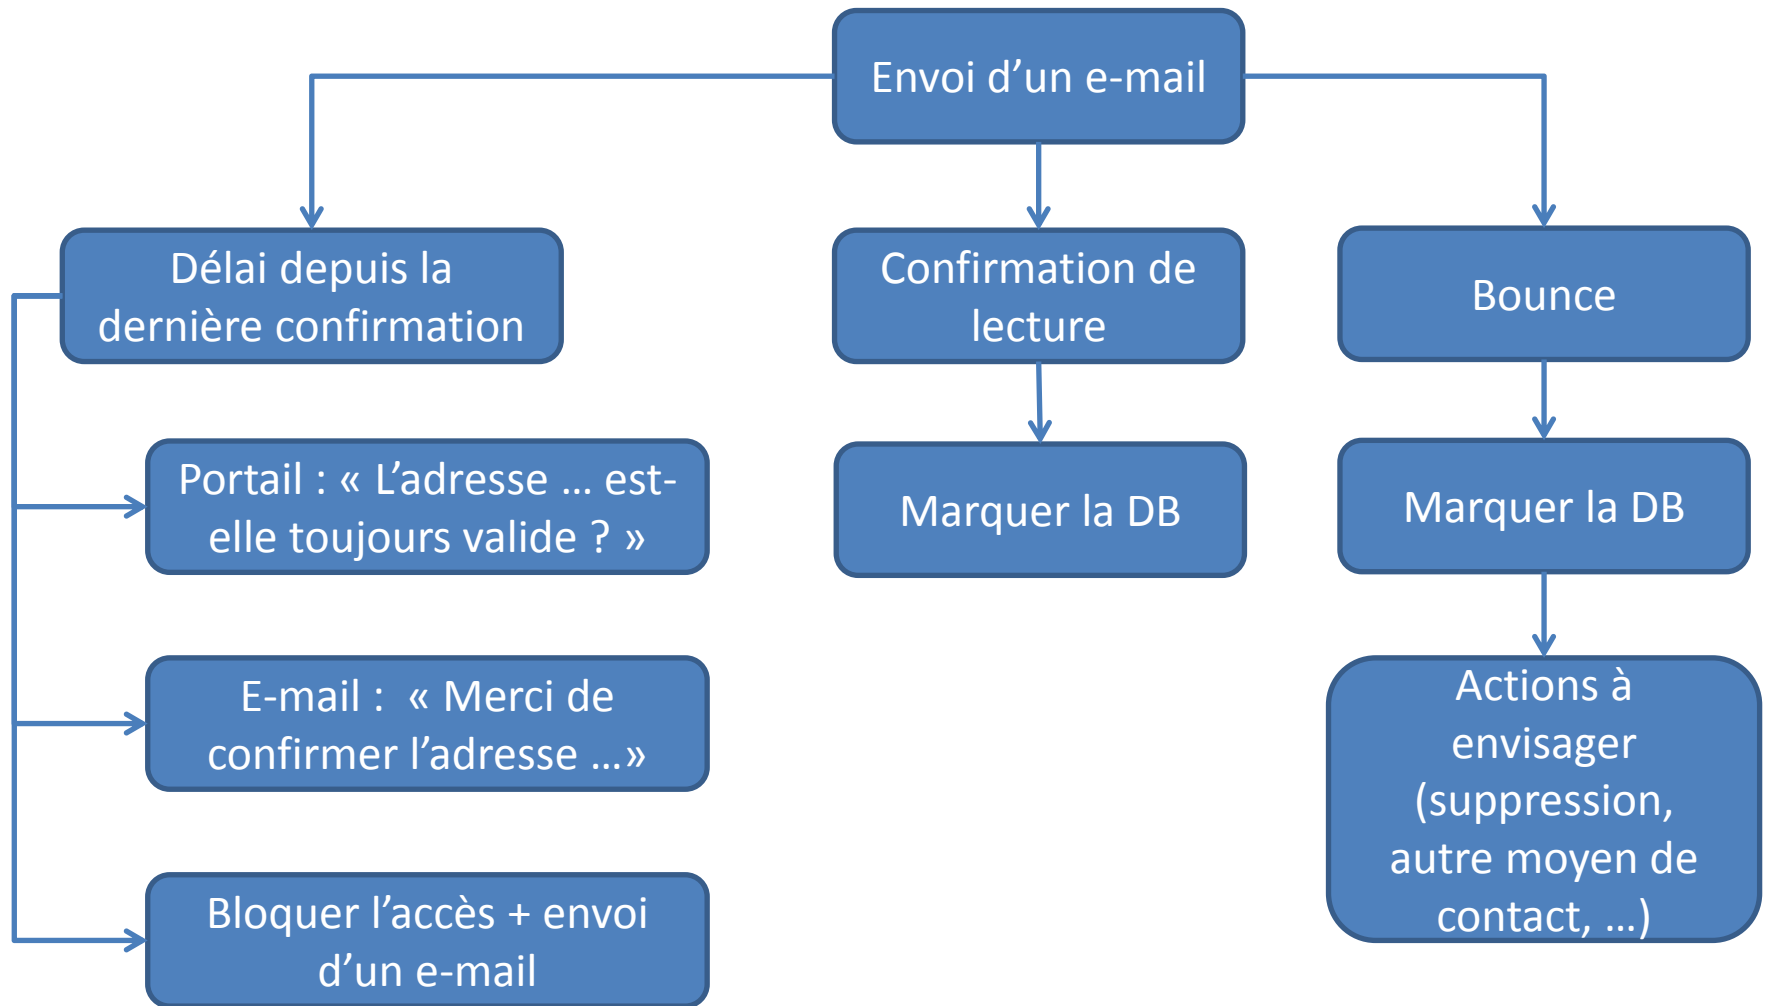 Envoi d’un e-mail
Délai depuis la
dernière confirmation
Confirmation de
lecture
Bounce
Portail : « L’adresse … est-
elle toujours valide ? »
Marquer la DB
Marquer la DB
E-mail :  « Merci de
confirmer l’adresse …»
Actions à
envisager
(suppression,
autre moyen de
contact, …)
Bloquer l’accès + envoi
d’un e-mail